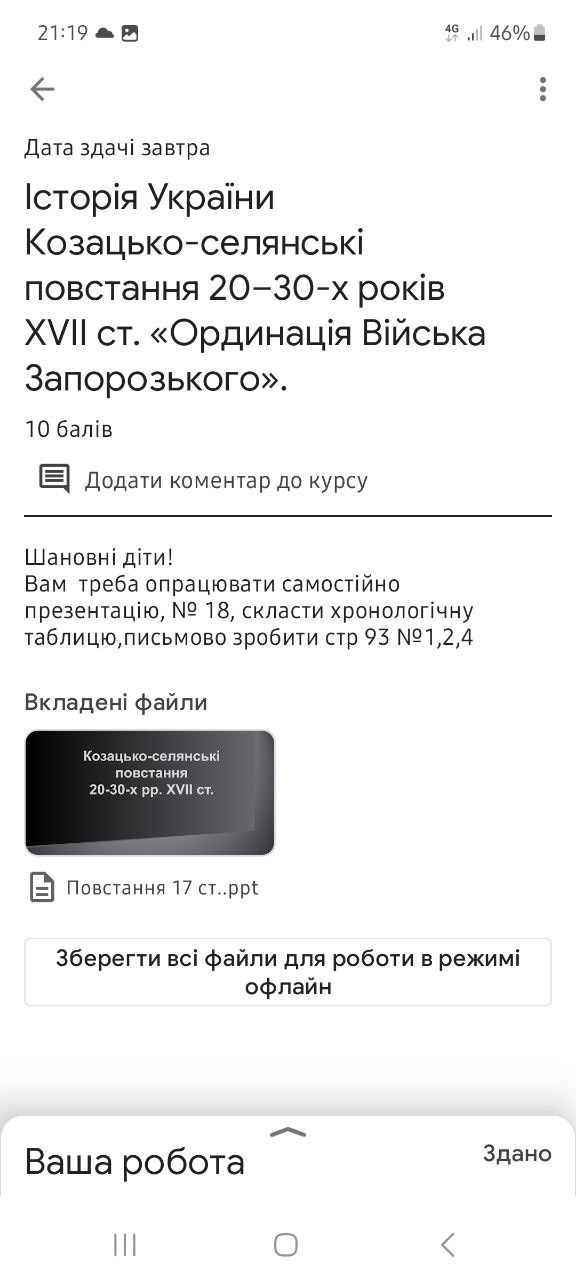 21:19
4G
46%
Дата здачі завтра
Історія України
Козацько-селянські
повстання 20–30-х років
XVII ст. «Ординація Війська
Запорозького».
10 балів
Додати коментар до курсу
Шановні діти!
Вам  треба опрацювати самостійно
презентацію, № 18, скласти хронологічну
таблицю,письмово зробити стр 93 №1,2,4
Вкладені файли
Козацько-селянські
повстання
20-30-х рр. XVII ст.
Повстання 17 ст..ppt
Зберегти всі файли для роботи в режимі
офлайн
Ваша робота
Здано